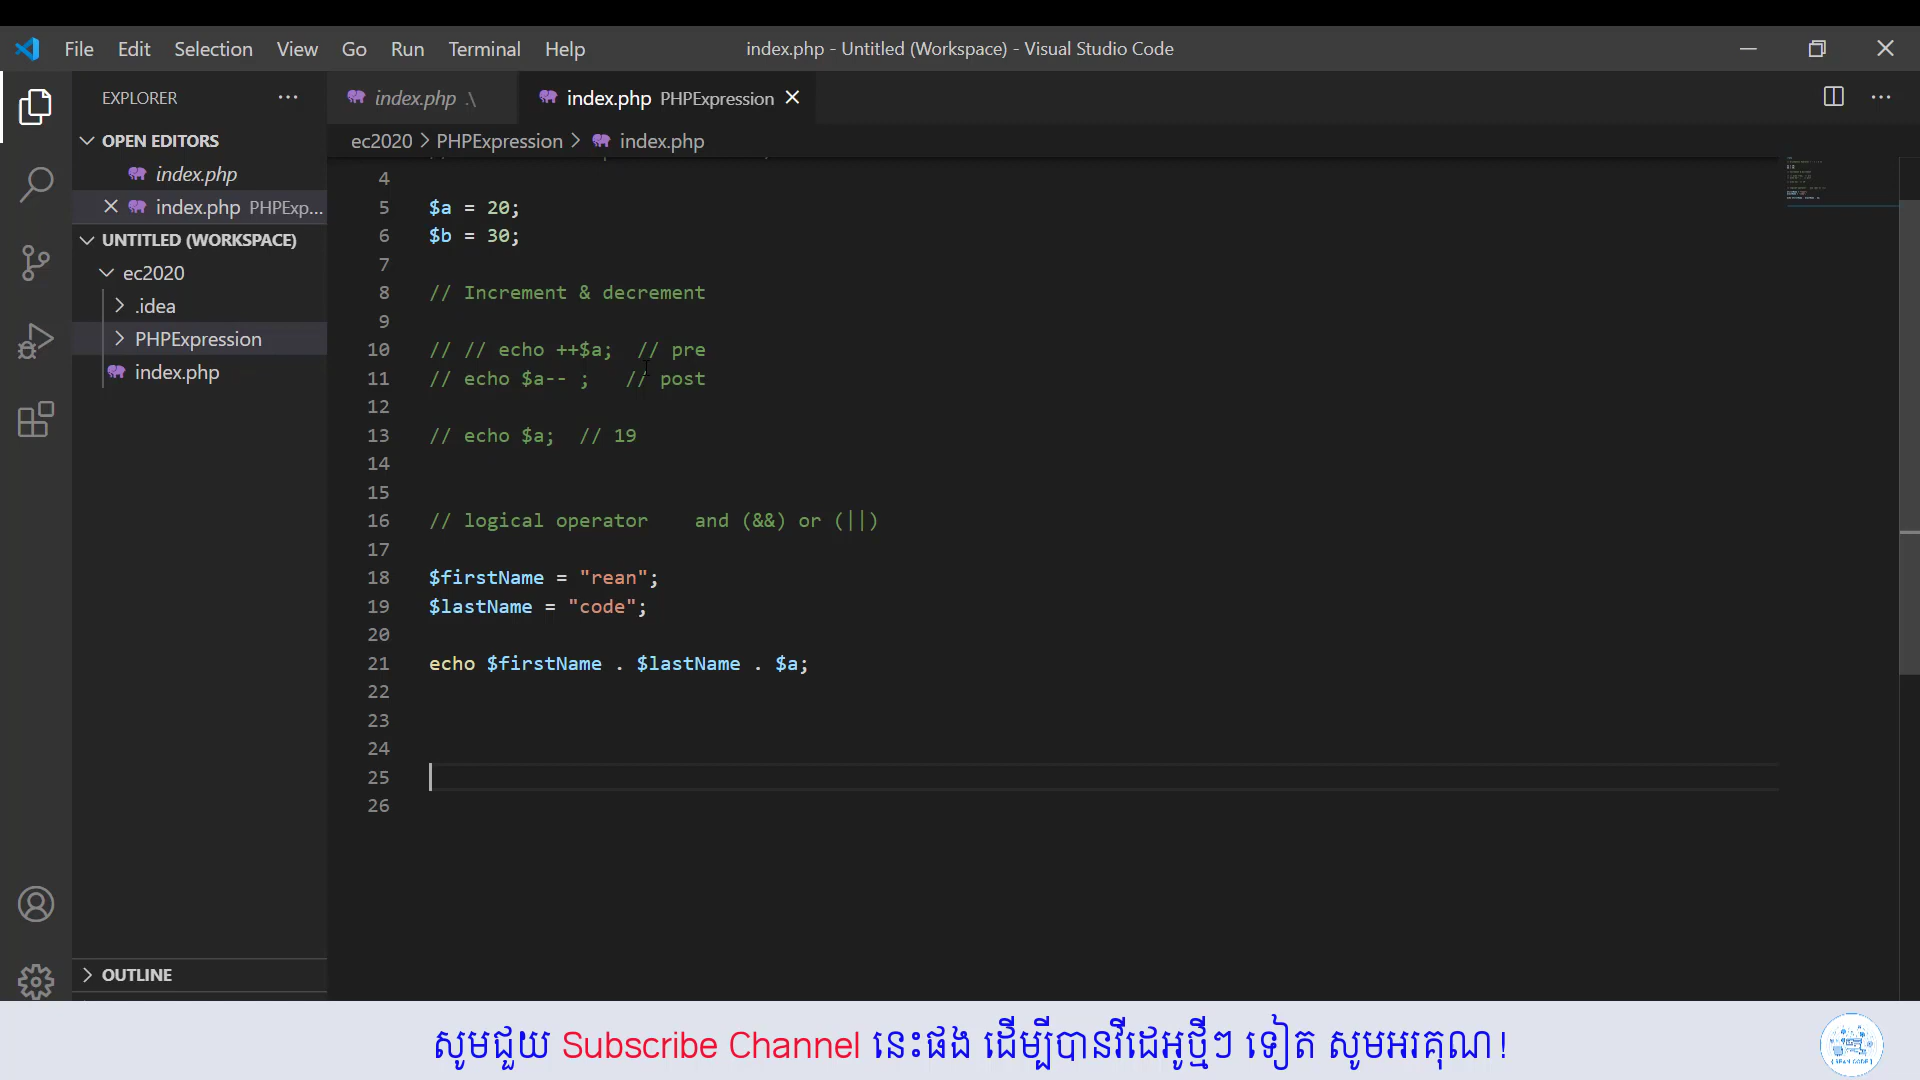 File Edit Selection View Go Run Terminal Help
index.php - Untitled (Workspace) - Visual Studio Code
EXPLORER
OPEN EDITORS
index.php
index.php PHPExp...
UNTITLED (WORKSPACE)
ec2020
.idea
PHPExpression
index.php
OUTLINE
index.php .\
index.php PHPExpression
ec2020 > PHPExpression > index.php
4
5 $a = 20;
6 $b = 30;
7
8 // Increment & decrement
9
10 // // echo ++$a; // pre
11 // echo $a-- ; // post
12
13 // echo $a; // 19
14
15
16 // logical operator and (&&) or (||)
17
18 $firstName = "rean";
19 $lastName = "code";
20
21 echo $firstName . $lastName . $a;
22
23
24
25
26
សូមជួយ Subscribe Channel នេះផង ដើម្បីបានវីដេអូថ្មីៗ ទៀត សូមអរគុណ!